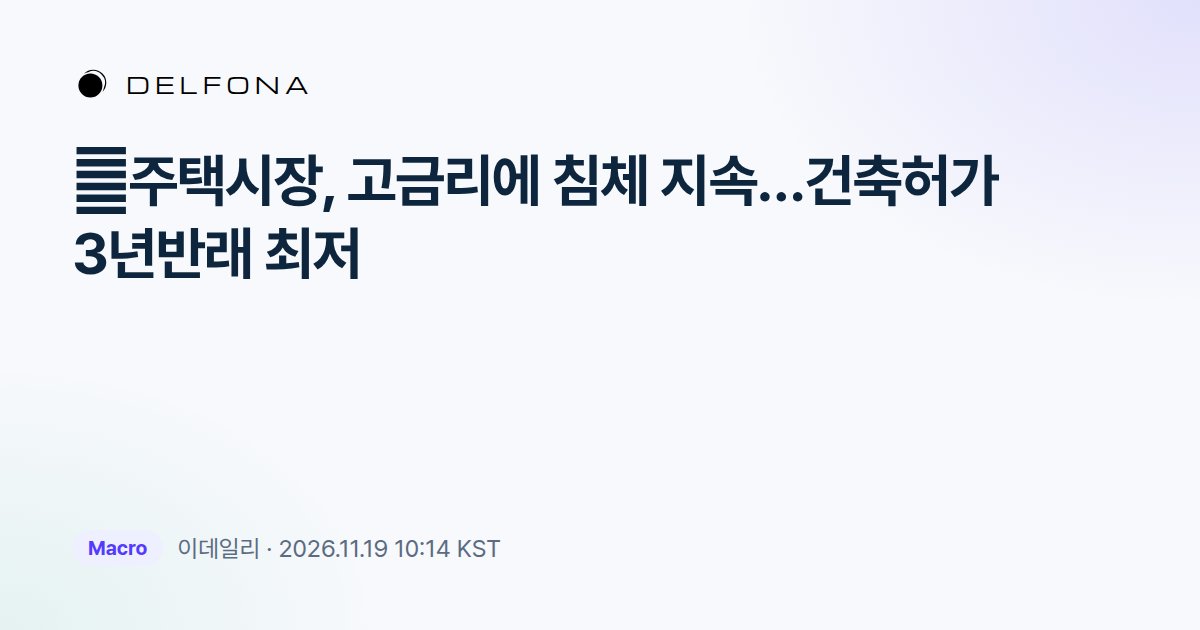 DELFONA
주택시장, 고금리에 침체 지속...건축허가
3년반래 최저
Macro 이데일리 · 2026.11.19 10:14 KST